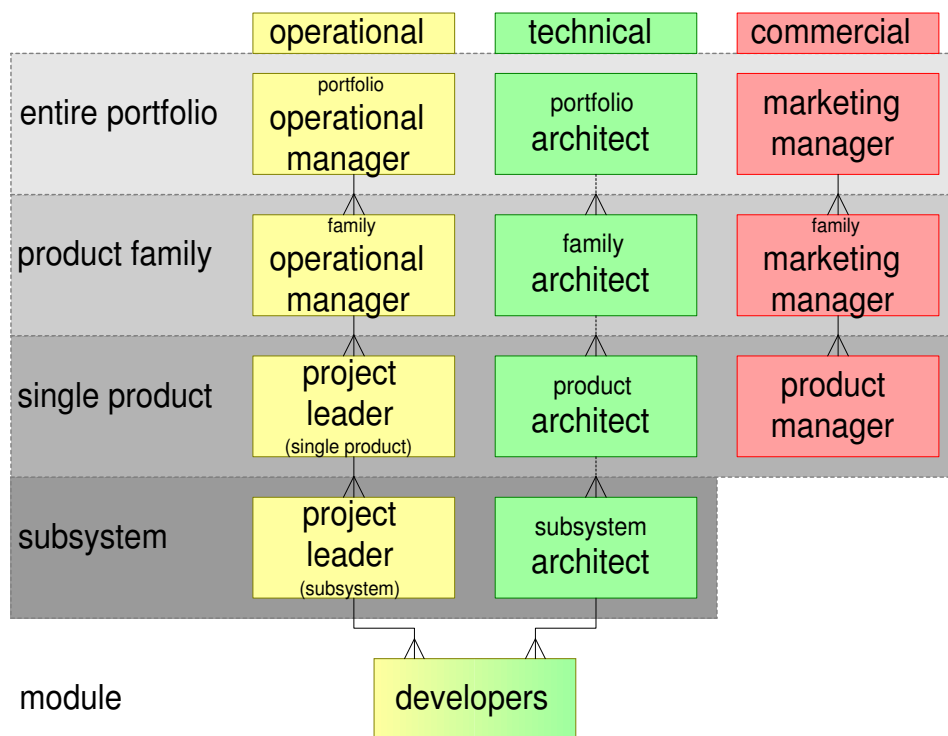 operational
technical
commercial
entire portfolio
portfolio
operational
manager
portfolio
architect
marketing
manager
product family
family
operational
manager
family
architect
family
marketing
manager
single product
project
leader
(single product)
product
architect
product
manager
subsystem
project
leader
(subsystem)
subsystem
architect
module
developers